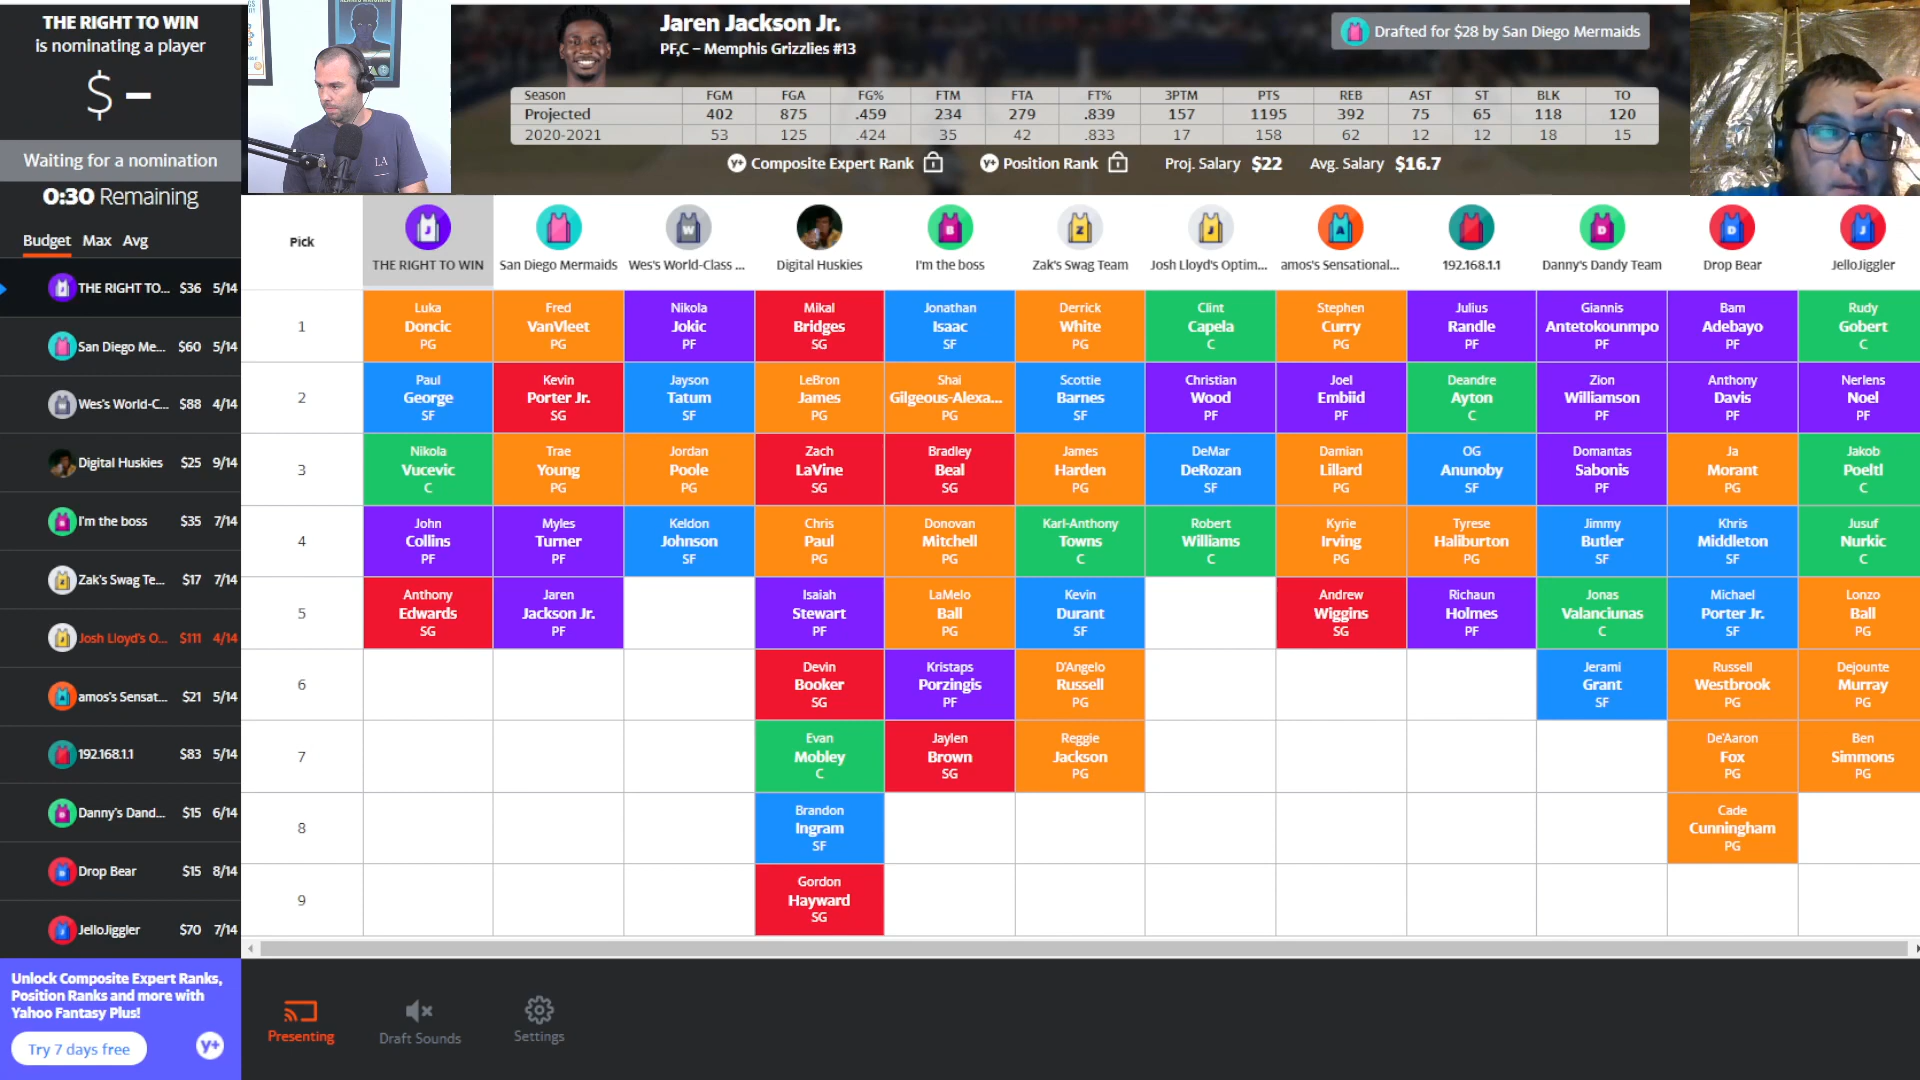 THE RIGHT TO WIN
is nominating a player
$ –
Waiting for a nomination
0:30 Remaining
Budget Max Avg
THE RIGHT TO... $36 5/14
San Diego Me... $60 5/14
Wes's World-C... $88 4/14
Digital Huskies $25 9/14
I'm the boss $35 7/14
Zak's Swag Te... $17 7/14
Josh Lloyd's O... $111 4/14
amos's Sensat... $21 5/14
192.168.1.1 $83 5/14
Danny's Dand... $15 6/14
Drop Bear $15 8/14
JelloJiggler $70 7/14
Unlock Composite Expert Ranks,
Position Ranks and more with
Yahoo Fantasy Plus!
Try 7 days free
y+
LA
Jaren Jackson Jr.
PF,C – Memphis Grizzlies #13
Drafted for $28 by San Diego Mermaids
Season FGM FGA FG% FTM FTA FT% 3PTM PTS REB AST ST BLK TO
Projected 402 875 .459 234 279 .839 157 1195 392 75 65 118 120
2020-2021 53 125 .424 35 42 .833 17 158 62 12 12 18 15
y+ Composite Expert Rank y+ Position Rank Proj. Salary $22 Avg. Salary $16.7
J W B Z J A D D J
Pick THE RIGHT TO WIN San Diego Mermaids Wes's World-Class ... Digital Huskies I'm the boss Zak's Swag Team Josh Lloyd's Optim... amos's Sensational... 192.168.1.1 Danny's Dandy Team Drop Bear JelloJiggler
Luka Fred Nikola Mikal Jonathan Derrick Clint Stephen Julius Giannis Bam Rudy
1 Doncic VanVleet Jokic Bridges Isaac White Capela Curry Randle Antetokounmpo Adebayo Gobert
PG PG PF SG SF PG C PG PF PF PF C
Paul Kevin Jayson LeBron Shai Scottie Christian Joel Deandre Zion Anthony Nerlens
2 George Porter Jr. Tatum James Gilgeous-Alexa... Barnes Wood Embiid Ayton Williamson Davis Noel
SF SG SF PG PG SF PF PF C PF PF PF
Nikola Trae Jordan Zach Bradley James DeMar Damian OG Domantas Ja Jakob
3 Vucevic Young Poole LaVine Beal Harden DeRozan Lillard Anunoby Sabonis Morant Poeltl
C PG PG SG SG PG SF PG SF PF PG C
John Myles Keldon Chris Donovan Karl-Anthony Robert Kyrie Tyrese Jimmy Khris Jusuf
4 Collins Turner Johnson Paul Mitchell Towns Williams Irving Haliburton Butler Middleton Nurkic
PF PF SF PG PG C C PG PG SF SF C
Anthony Jaren Isaiah LaMelo Kevin Andrew Richaun Jonas Michael Lonzo
5 Edwards Jackson Jr. Stewart Ball Durant Wiggins Holmes Valanciunas Porter Jr. Ball
SG PF PF PG SF SG PF C SF PG
Devin Kristaps D'Angelo Jerami Russell Dejounte
6 Booker Porzingis Russell Grant Westbrook Murray
SG PF PG SF PG PG
Evan Jaylen Reggie De'Aaron Ben
7 Mobley Brown Jackson Fox Simmons
C SG PG PG PG
Brandon Cade
8 Ingram Cunningham
SF PG
Gordon
9 Hayward
SG
Presenting Draft Sounds Settings